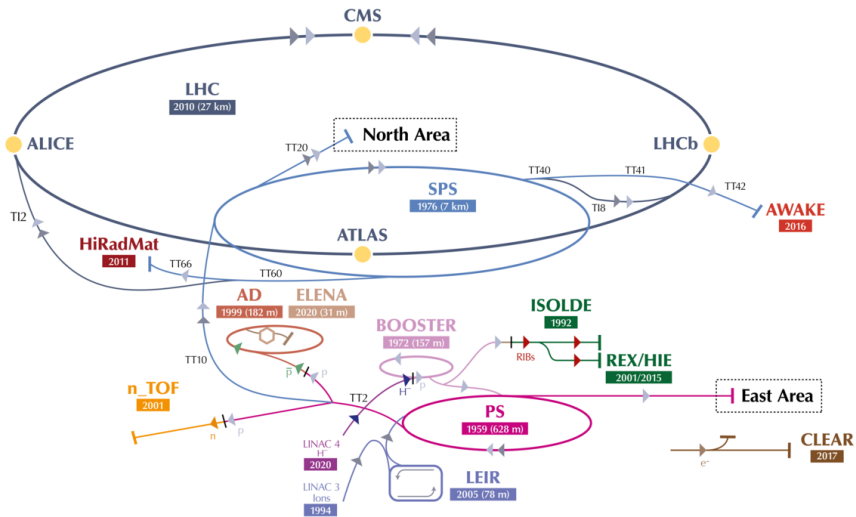 CMS
LHC
2010 (27 km)
ALICE
LHCb
North Area
TT20
TT40
TT41
TT42
SPS
1976 (7 km)
TI8
TI2
AWAKE
2016
ATLAS
HiRadMat
2011
TT66
TT60
AD
1999 (182 m)
ELENA
2020 (31 m)
ISOLDE
1992
BOOSTER
1972 (157 m)
RIBs
REX/HIE
2001/2015
TT10
p̅
p
TT2
H⁻
p
n_TOF
2001
n
p
PS
1959 (628 m)
East Area
LINAC 4
H⁻
2020
CLEAR
2017
e⁻
LINAC 3
Ions
1994
LEIR
2005 (78 m)